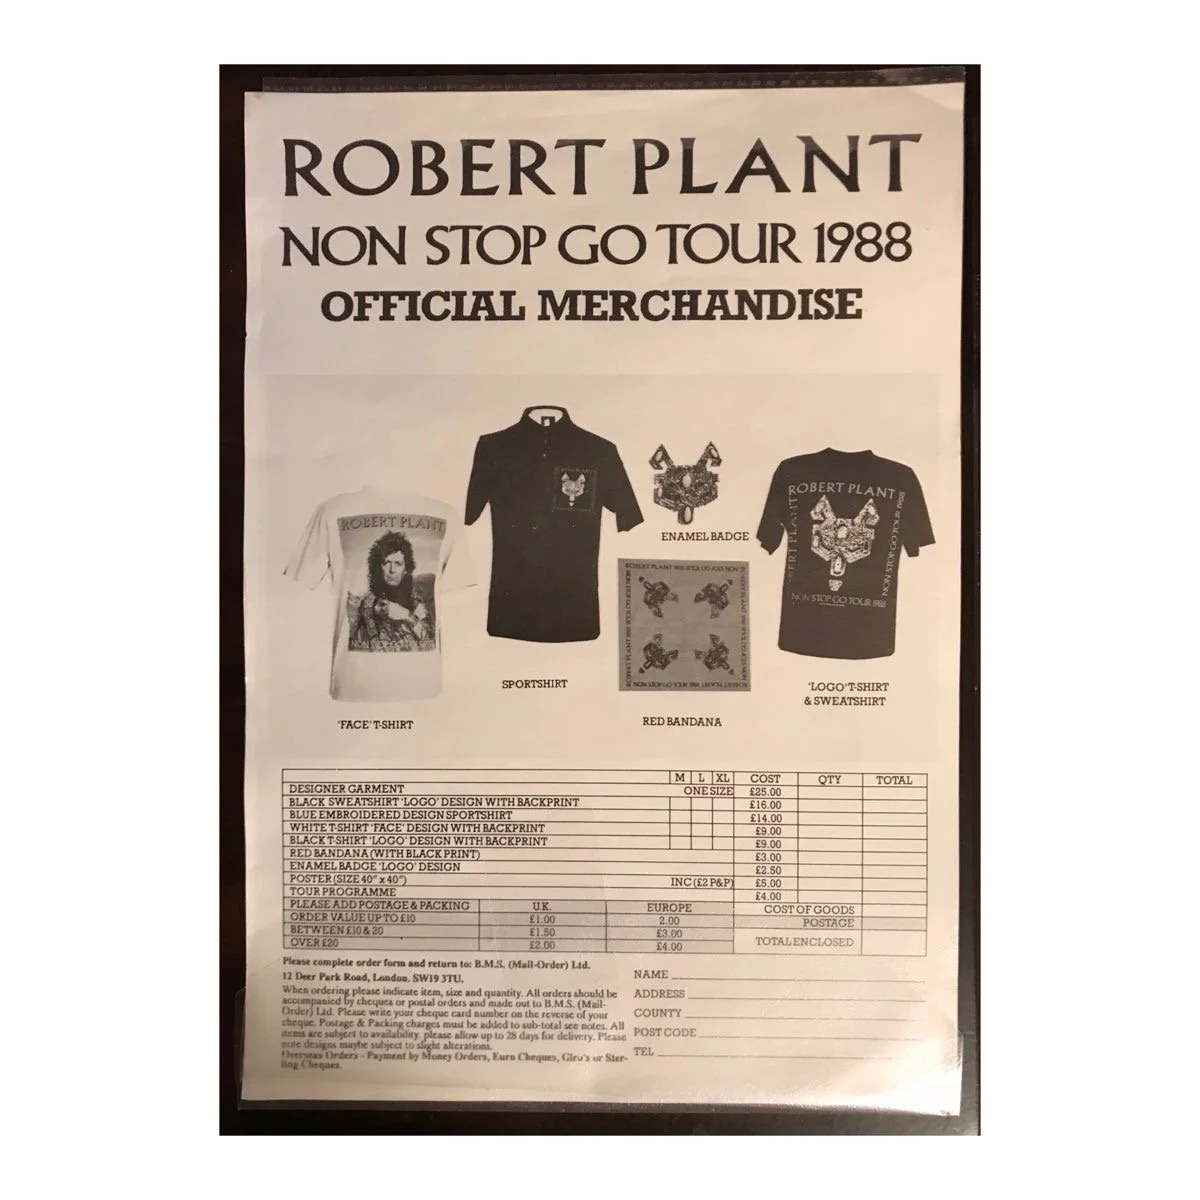 ROBERT PLANT
NON STOP GO TOUR 1988
OFFICIAL MERCHANDISE
ROBERT PLANT
'FACE' T-SHIRT
SPORTSHIRT
ENAMEL BADGE
RED BANDANA
ROBERT PLANT
NON STOP GO TOUR 1988
NON STOP GO TOUR 1988
'LOGO' T-SHIRT
& SWEATSHIRT
M L XL COST QTY TOTAL
DESIGNER GARMENT ONE SIZE £25.00
BLACK SWEATSHIRT 'LOGO' DESIGN WITH BACKPRINT £16.00
BLUE EMBROIDERED DESIGN SPORTSHIRT £14.00
WHITE T-SHIRT 'FACE' DESIGN WITH BACKPRINT £9.00
BLACK T-SHIRT 'LOGO' DESIGN WITH BACKPRINT £9.00
RED BANDANA (WITH BLACK PRINT) £3.00
ENAMEL BADGE 'LOGO' DESIGN £2.50
POSTER (SIZE 40" x 40") INC (£2 P&P) £5.00
TOUR PROGRAMME £4.00
PLEASE ADD POSTAGE & PACKING U.K. EUROPE COST OF GOODS
ORDER VALUE UP TO £10 £1.00 2.00 POSTAGE
BETWEEN £10 & 20 £1.50 £3.00 TOTAL ENCLOSED
OVER £20 £2.00 £4.00
Please complete order form and return to: B.M.S. (Mail-Order) Ltd.
12 Deer Park Road, London. SW19 3TU.
When ordering please indicate item, size and quantity. All orders should be
accompanied by cheques or postal orders and made out to B.M.S. (Mail-
Order) Ltd. Please write your cheque card number on the reverse of your
cheque. Postage & Packing charges must be added to sub-total see notes. All
items are subject to availability, please allow up to 28 days for delivery. Please
note designs maybe subject to slight alterations.
Overseas Orders - Payment by Money Orders, Euro Cheques, Giro's or Ster-
ling Cheques.
NAME
ADDRESS
COUNTY
POST CODE
TEL